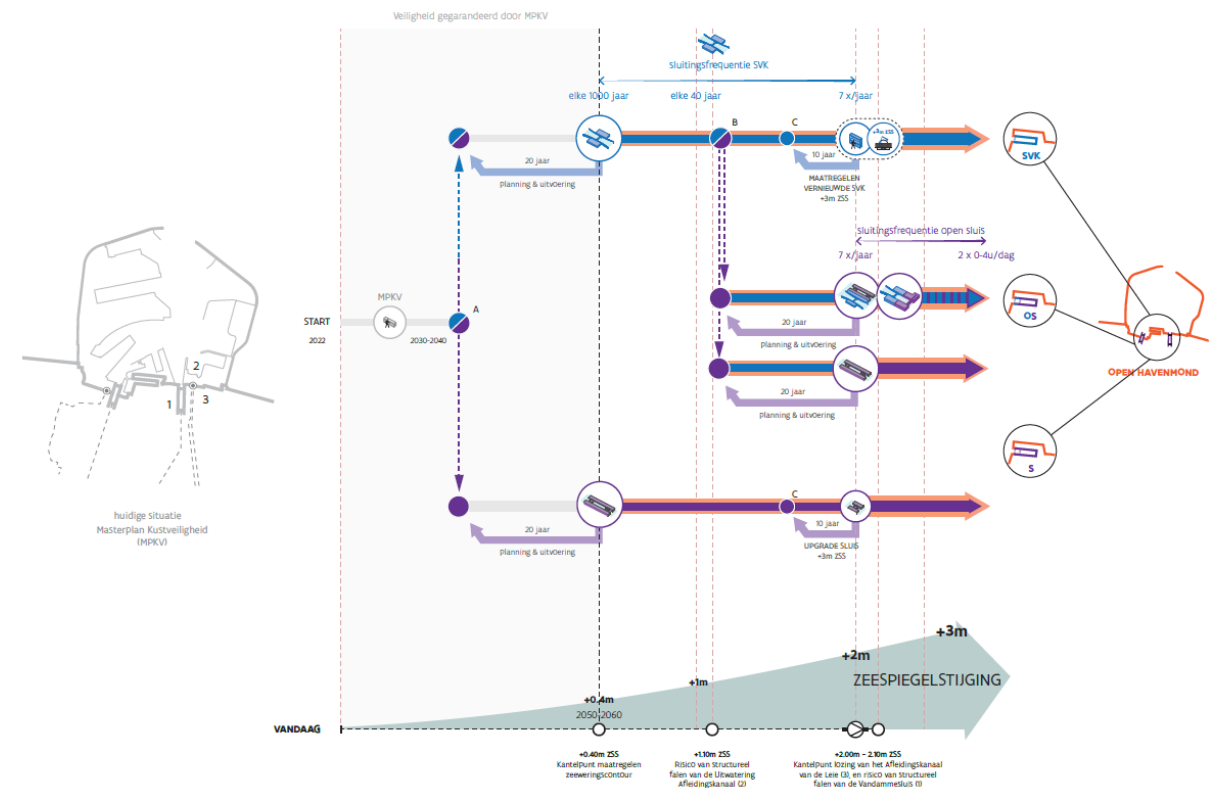 Veiligheid gegarandeerd door MPKV
sluitingsfrequentie SVK
elke 1000 jaar
elke 40 jaar
7 x/jaar
B
C
+3m ZSS
20 jaar
planning & uitvoering
10 jaar
MAATREGELEN
VERNIEUWDE SVK
+3m ZSS
SVK
sluitingsfrequentie open sluis
7 x/jaar
2 x 0-4u/dag
MPKV
A
START
2022
2030-2040
20 jaar
planning & uitvoering
OS
OPEN HAVENMOND
20 jaar
planning & uitvoering
2
1
3
S
C
20 jaar
planning & uitvoering
10 jaar
UPGRADE SLUIS
+3m ZSS
huidige situatie
Masterplan Kustveiligheid
(MPKV)
+3m
+2m
+1m
ZEESPIEGELSTIJGING
+0.4m
2050-2060
VANDAAG
+0.40m ZSS
Kantelpunt maatregelen
zeeweringscontour
+1.10m ZSS
Risico van structureel
falen van de Uitwatering
Afleidingskanaal (2)
+2.00m – 2.10m ZSS
Kantelpunt lozing van het Afleidingskanaal
van de Leie (3), en risico van structureel
falen van de Vandammesluis (1)